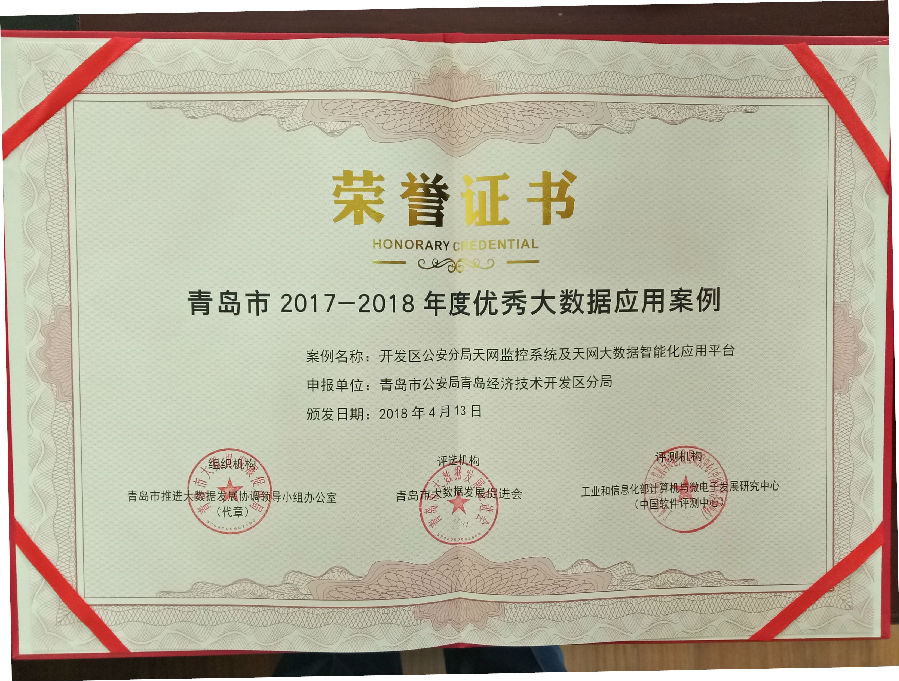 荣誉证书
HONORARY CREDENTIAL
青岛市 2017-2018 年度优秀大数据应用案例
案例名称：开发区公安分局天网监控系统及天网大数据智能化应用平台
申报单位：青岛市公安局青岛经济技术开发区分局
颁发日期：2018 年 4 月 13 日
组织机构
青岛市推进大数据发展协调领导小组办公室
（代章）
评选机构
青岛市大数据发展促进会
评测机构
工业和信息化部计算机与微电子发展研究中心
（中国软件评测中心）